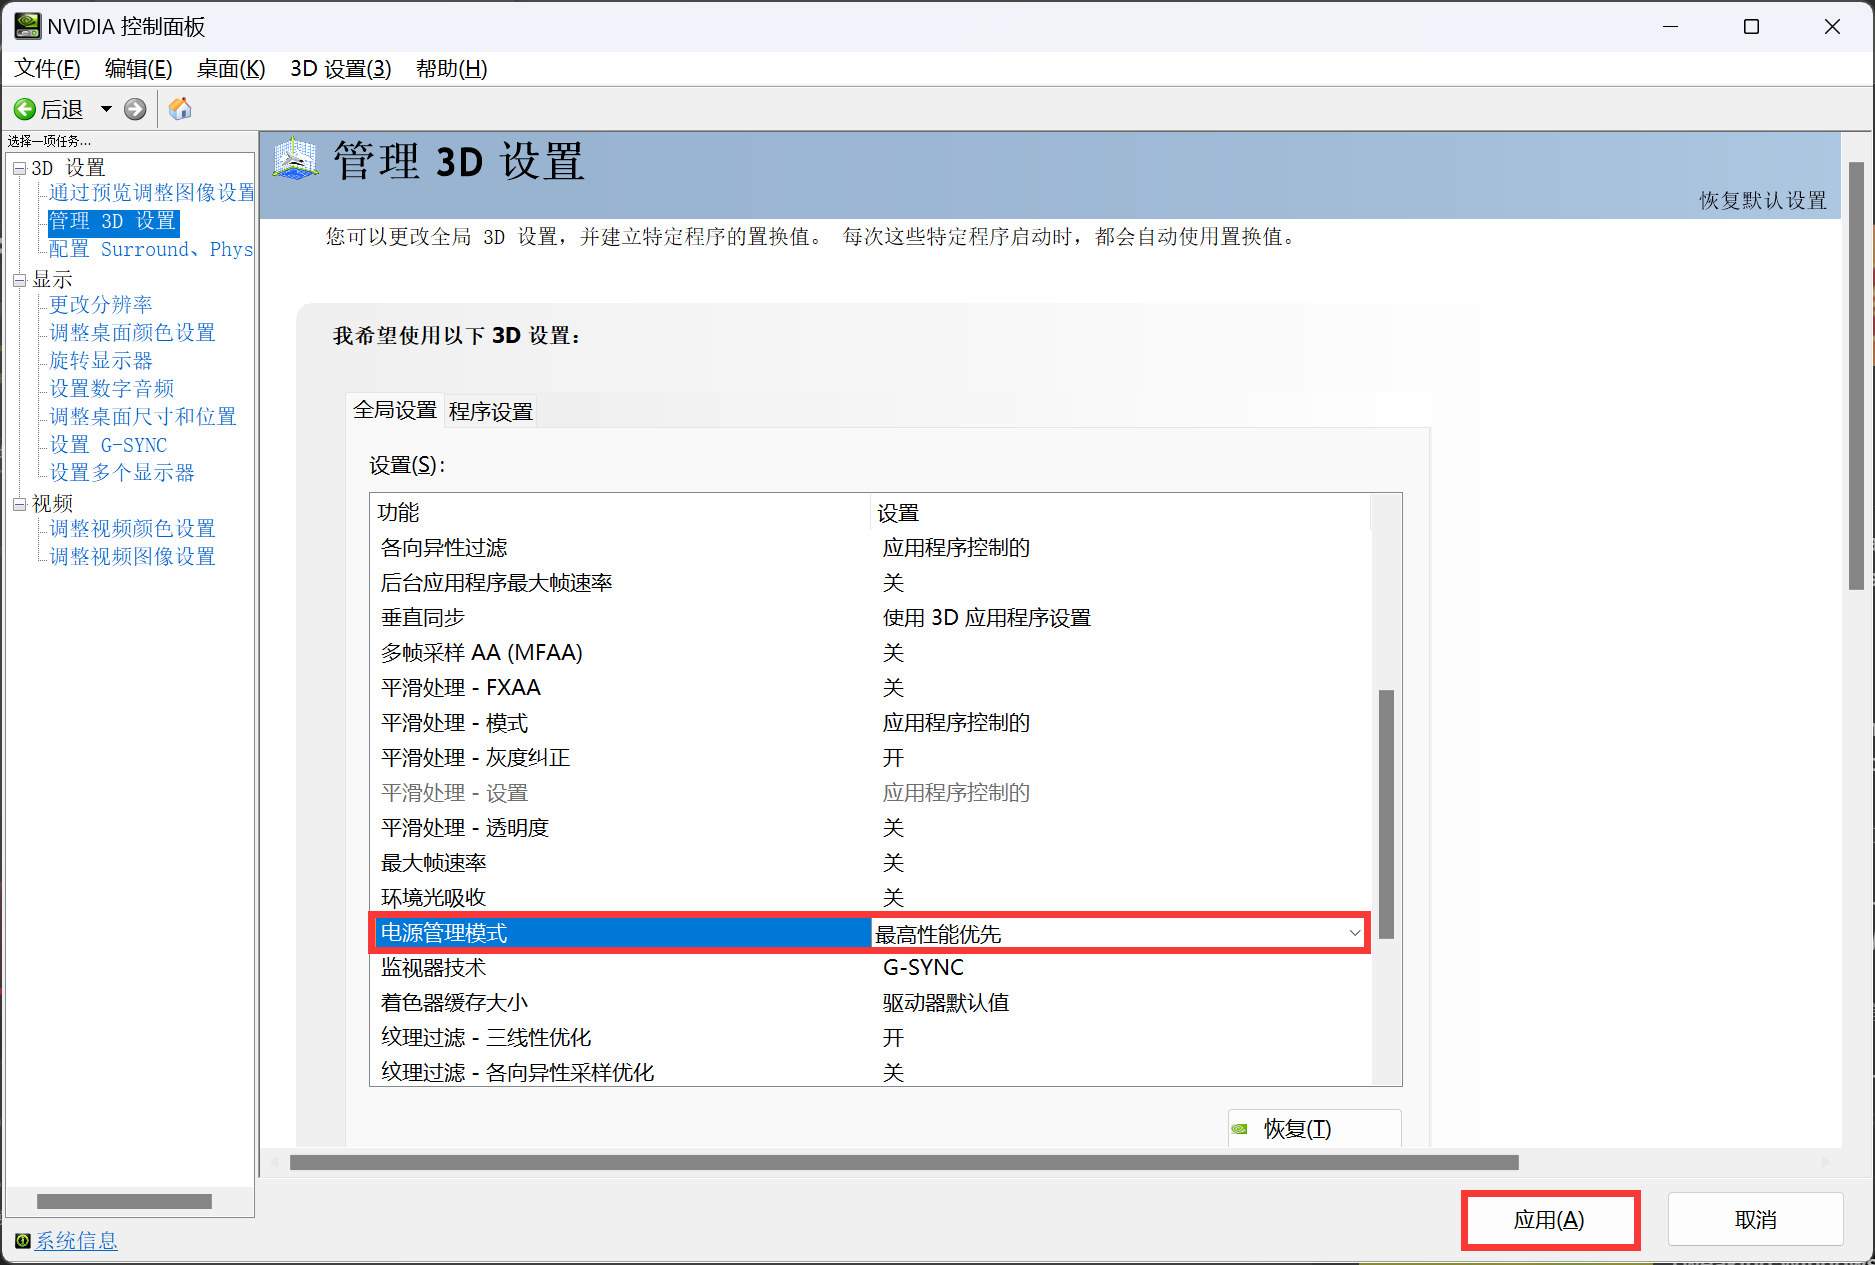 NVIDIA 控制面板
文件(F) 编辑(E) 桌面(K) 3D 设置(3) 帮助(H)
后退
选择一项任务...
3D 设置
通过预览调整图像设置
管理 3D 设置
配置 Surround、Phys
显示
更改分辨率
调整桌面颜色设置
旋转显示器
设置数字音频
调整桌面尺寸和位置
设置 G-SYNC
设置多个显示器
视频
调整视频颜色设置
调整视频图像设置
系统信息
管理 3D 设置
恢复默认设置
您可以更改全局 3D 设置，并建立特定程序的置换值。 每次这些特定程序启动时，都会自动使用置换值。
我希望使用以下 3D 设置：
全局设置 程序设置
设置(S)：
功能 设置
各向异性过滤 应用程序控制的
后台应用程序最大帧速率 关
垂直同步 使用 3D 应用程序设置
多帧采样 AA (MFAA) 关
平滑处理 - FXAA 关
平滑处理 - 模式 应用程序控制的
平滑处理 - 灰度纠正 开
平滑处理 - 设置 应用程序控制的
平滑处理 - 透明度 关
最大帧速率 关
环境光吸收 关
电源管理模式 最高性能优先
监视器技术 G-SYNC
着色器缓存大小 驱动器默认值
纹理过滤 - 三线性优化 开
纹理过滤 - 各向异性采样优化 关
恢复(T)
应用(A) 取消